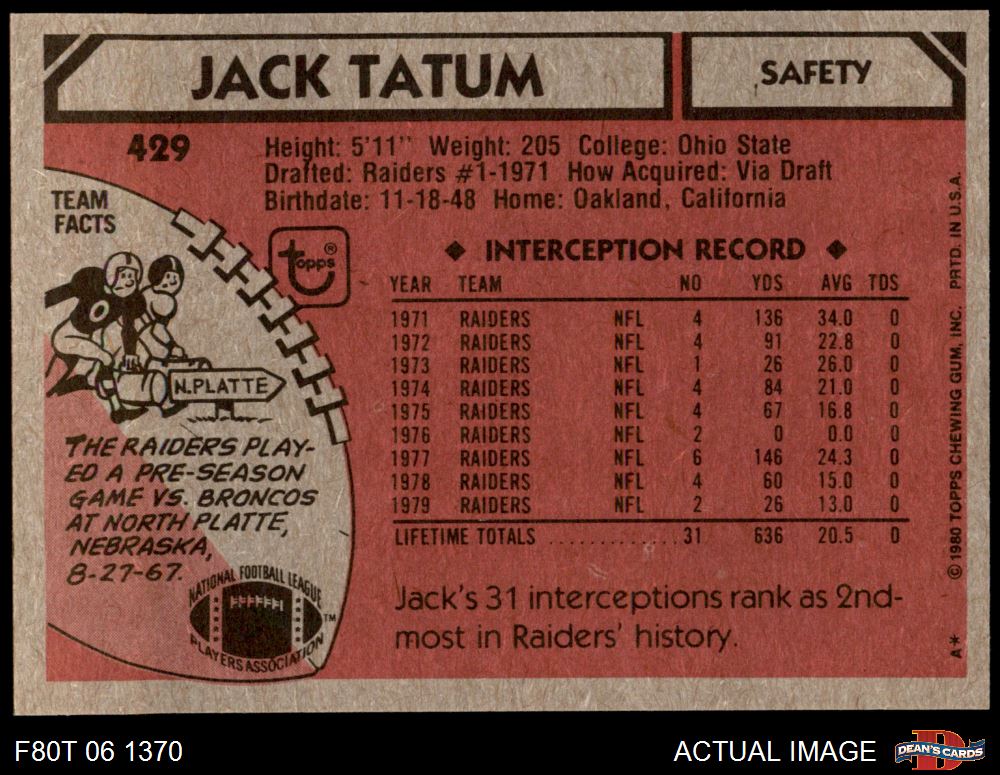 JACK TATUM
SAFETY
429
Height: 5'11" Weight: 205 College: Ohio State
Drafted: Raiders #1-1971 How Acquired: Via Draft
Birthdate: 11-18-48 Home: Oakland, California
TEAM
FACTS
topps ®
N. PLATTE
THE RAIDERS PLAY-
ED A PRE-SEASON
GAME VS. BRONCOS
AT NORTH PLATTE,
NEBRASKA,
8-27-67.
NATIONAL FOOTBALL LEAGUE
PLAYERS ASSOCIATION
TM
◆ INTERCEPTION RECORD ◆
YEAR TEAM NO YDS AVG TDS
1971 RAIDERS NFL 4 136 34.0 0
1972 RAIDERS NFL 4 91 22.8 0
1973 RAIDERS NFL 1 26 26.0 0
1974 RAIDERS NFL 4 84 21.0 0
1975 RAIDERS NFL 4 67 16.8 0
1976 RAIDERS NFL 2 0 0.0 0
1977 RAIDERS NFL 6 146 24.3 0
1978 RAIDERS NFL 4 60 15.0 0
1979 RAIDERS NFL 2 26 13.0 0
LIFETIME TOTALS .............31 636 20.5 0
Jack's 31 interceptions rank as 2nd-
most in Raiders' history.
© 1980 TOPPS CHEWING GUM, INC. PRTD. IN U.S.A.
A*
F80T 06 1370
ACTUAL IMAGE
D
DEAN'S CARDS